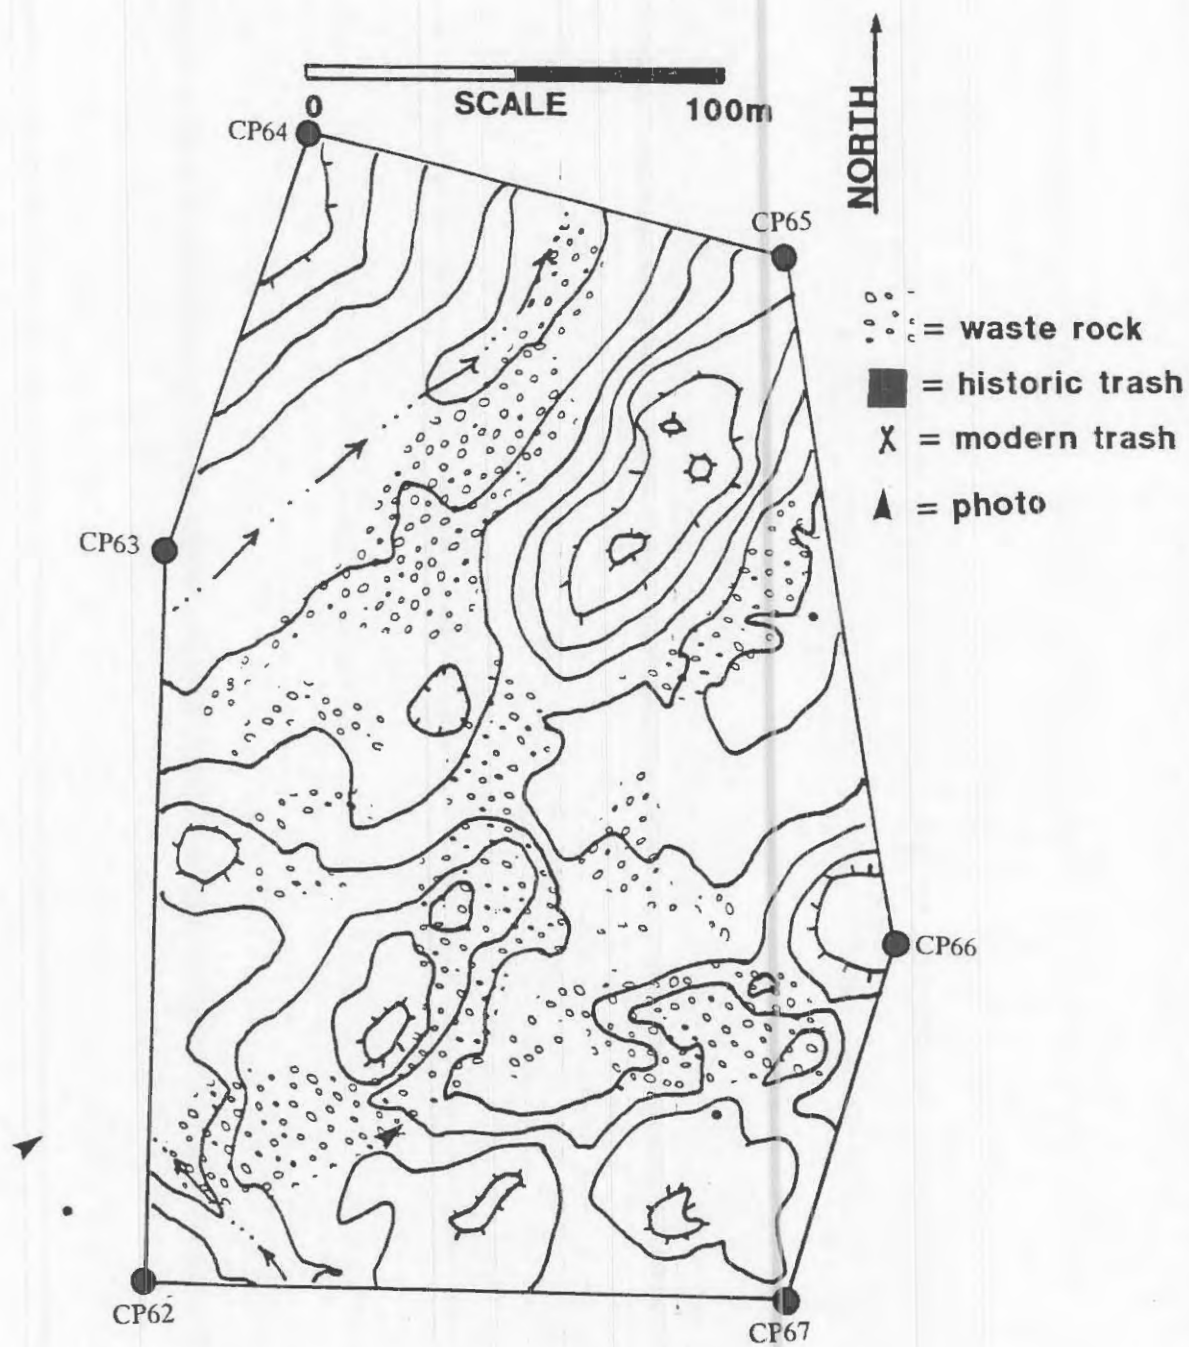 0 SCALE 100m
NORTH
CP64
CP65
= waste rock
= historic trash
X = modern trash
= photo
CP63
CP66
CP62
CP67